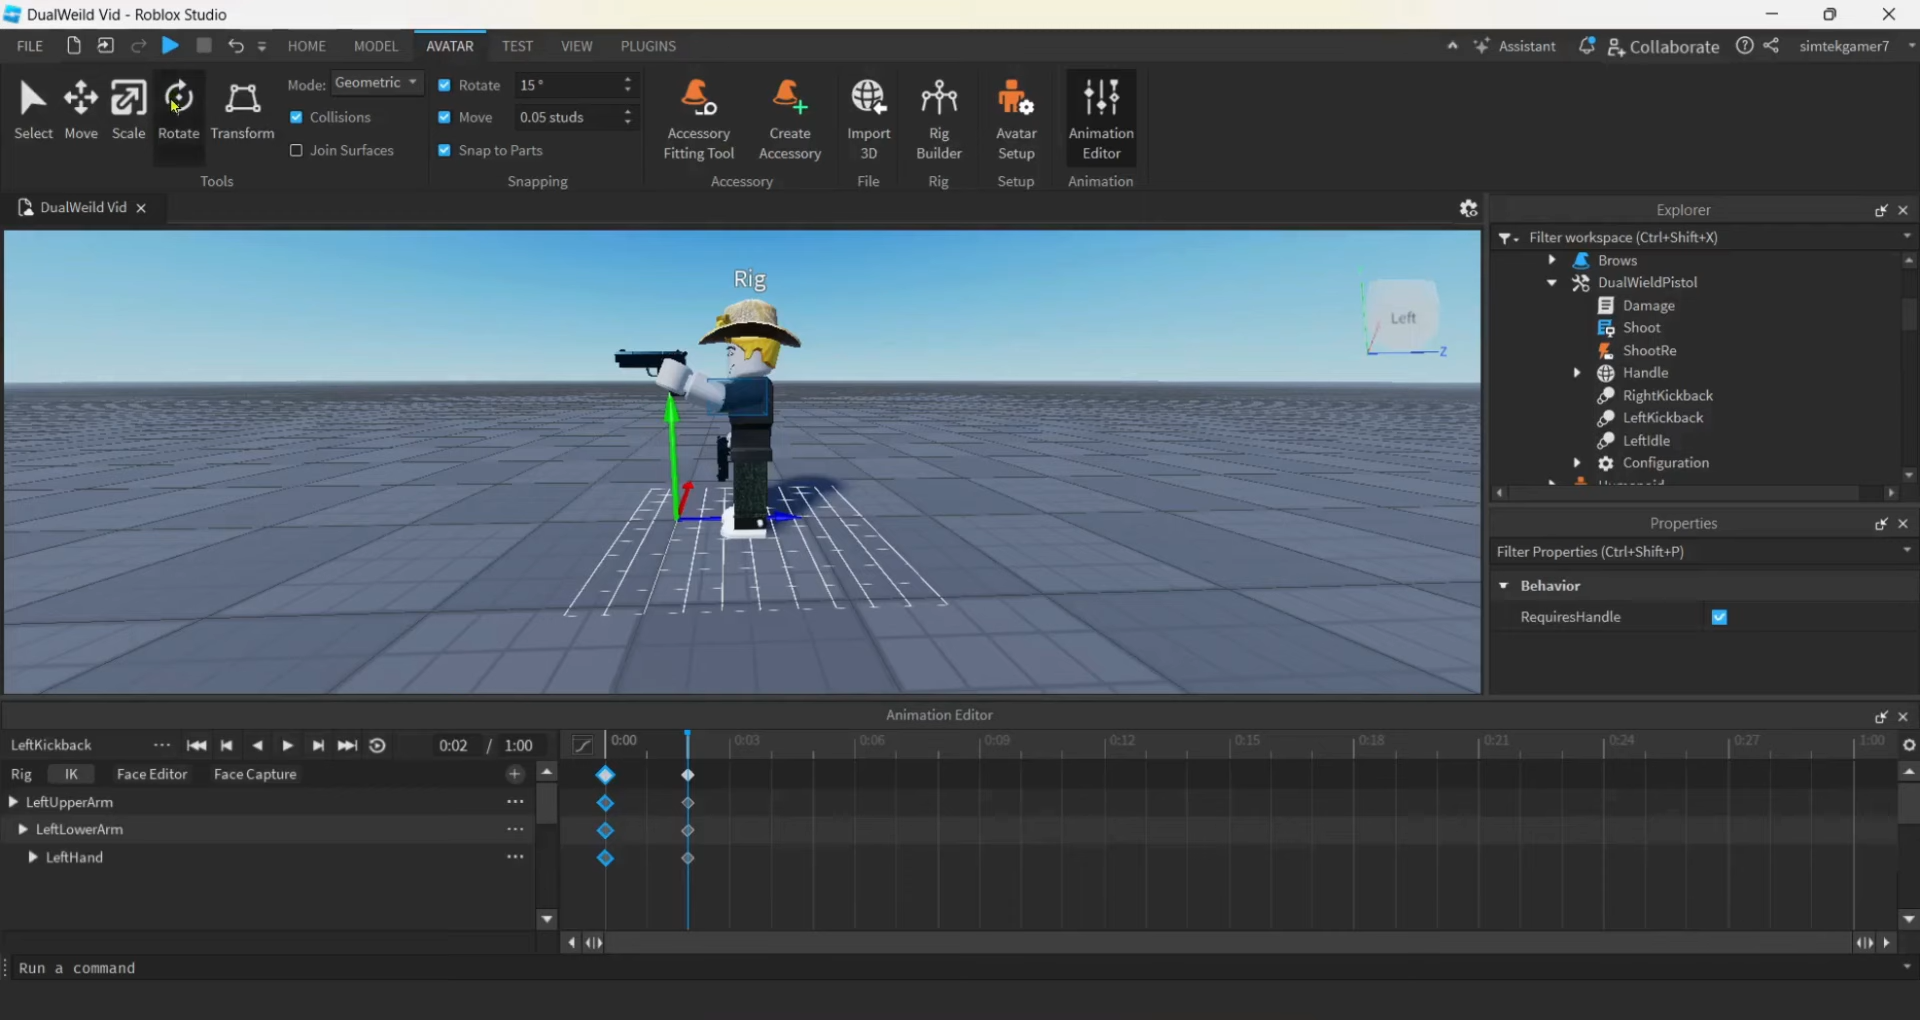 DualWeild Vid - Roblox Studio
FILE HOME MODEL AVATAR TEST VIEW PLUGINS Assistant Collaborate simtekgamer7
Select Move Scale Rotate Transform
Mode: Geometric
Collisions
Join Surfaces
Tools
Rotate 15 °
Move 0.05 studs
Snap to Parts
Snapping
Accessory Fitting Tool
Create Accessory
Accessory
Import 3D
File
Rig Builder
Rig
Avatar Setup
Setup
Animation Editor
Animation
DualWeild Vid
Rig
Left
Z
Explorer
Filter workspace (Ctrl+Shift+X)
Brows
DualWieldPistol
Damage
Shoot
ShootRe
Handle
RightKickback
LeftKickback
LeftIdle
Configuration
Humanoid
Properties
Filter Properties (Ctrl+Shift+P)
Behavior
RequiresHandle
Animation Editor
LeftKickback ... 0:02 / 1:00 0:00 0:03 0:06 0:09 0:12 0:15 0:18 0:21 0:24 0:27 1:00
Rig IK Face Editor Face Capture
LeftUpperArm ...
LeftLowerArm ...
LeftHand ...
Run a command